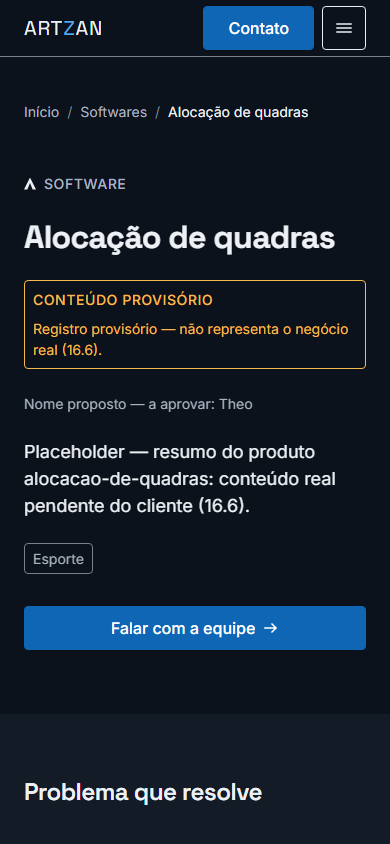 ARTZAN
Contato
Início / Softwares / Alocação de quadras
SOFTWARE
Alocação de quadras
CONTEÚDO PROVISÓRIO
Registro provisório — não representa o negócio
real (16.6).
Nome proposto — a aprovar: Theo
Placeholder — resumo do produto
alocacao-de-quadras: conteúdo real
pendente do cliente (16.6).
Esporte
Falar com a equipe →
Problema que resolve